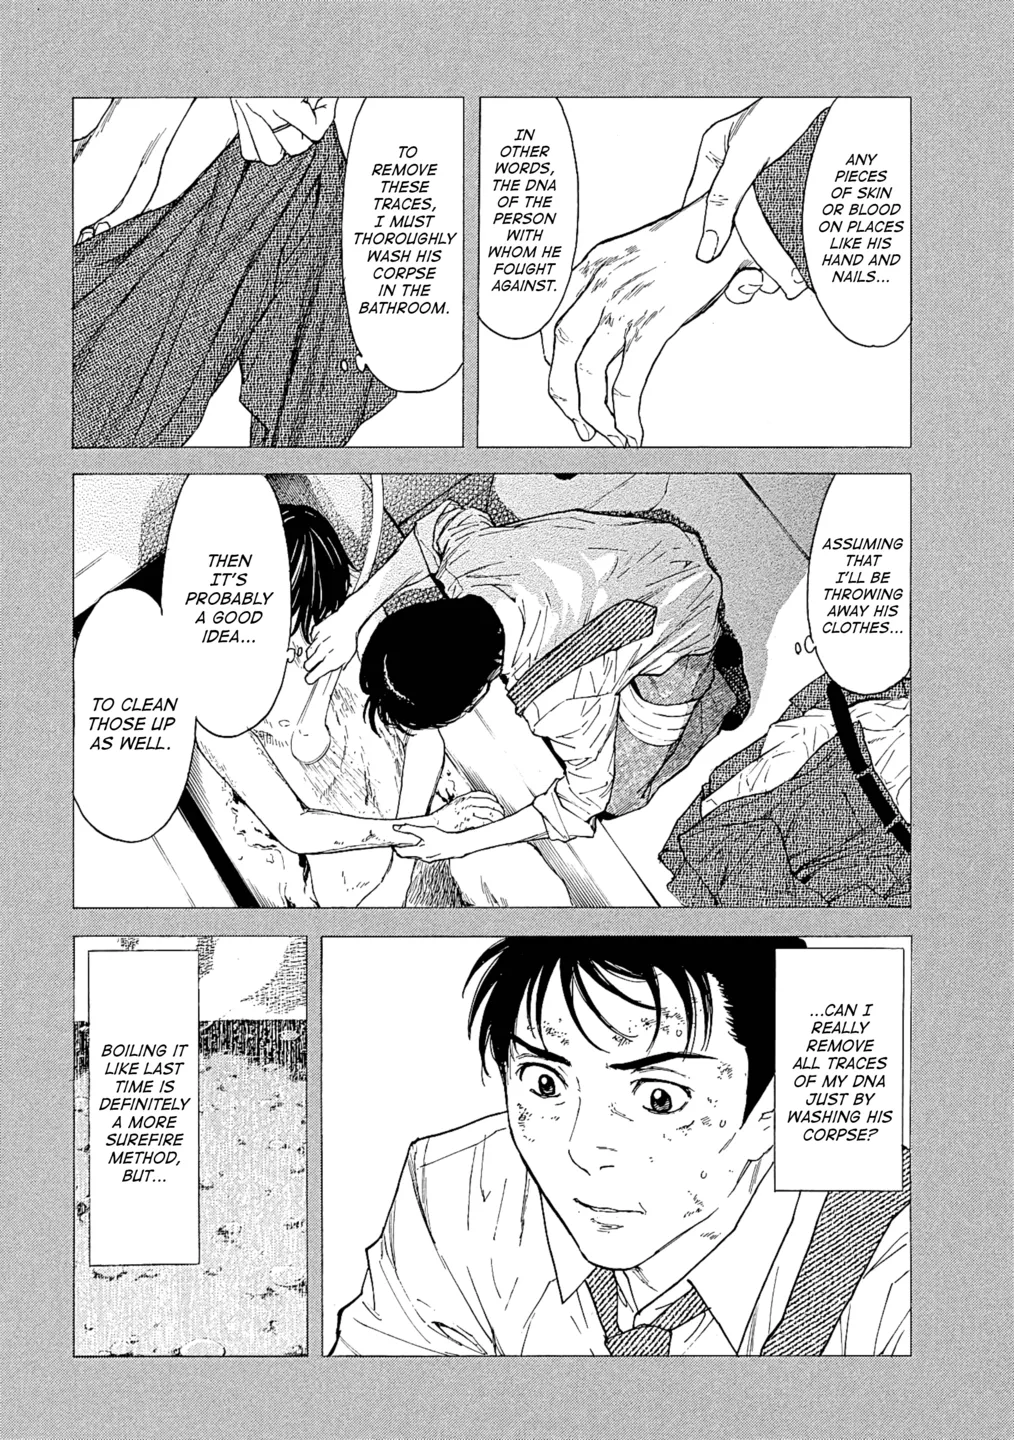 ANY
PIECES
OF SKIN
OR BLOOD
ON PLACES
LIKE HIS
HAND AND
NAILS...
IN
OTHER
WORDS,
THE DNA
OF THE
PERSON
WITH
WHOM HE
FOUGHT
AGAINST.
TO
REMOVE
THESE
TRACES,
I MUST
THOROUGHLY
WASH HIS
CORPSE
IN THE
BATHROOM.
ASSUMING
THAT
I'LL BE
THROWING
AWAY HIS
CLOTHES...
THEN
IT'S
PROBABLY
A GOOD
IDEA...
TO CLEAN
THOSE UP
AS WELL.
...CAN I
REALLY
REMOVE
ALL TRACES
OF MY DNA
JUST BY
WASHING HIS
CORPSE?
BOILING IT
LIKE LAST
TIME IS
DEFINITELY
A MORE
SUREFIRE
METHOD,
BUT...